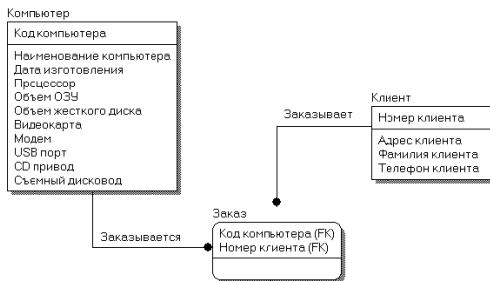 Компьютер
Код компьютера
Наименование компьютера
Дата изготовления
Процессор
Объем ОЗУ
Объем жесткого диска
Видеокарта
Модем
USB порт
CD привод
Съемный дисковод
Клиент
Номер клиента
Адрес клиента
Фамилия клиента
Телефон клиента
Заказывает
Заказывается
Заказ
Код компьютера (FK)
Номер клиента (FK)